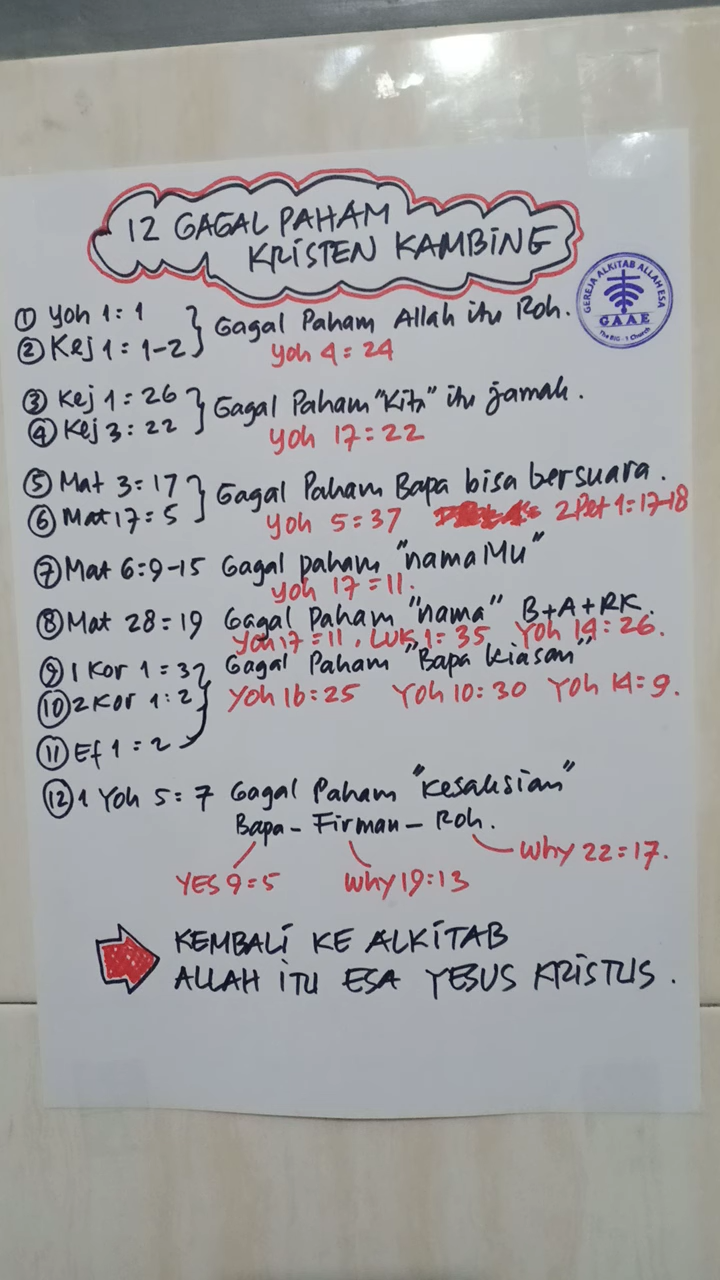 12 GAGAL PAHAM
KRISTEN KAMBING
GEREJA ALKITAB ALLAH ESA
GAAE
The BIG-1 Church
① Yoh 1:1
② Kej 1:1-2
Gagal Paham Allah itu Roh.
Yoh 4:24
③ Kej 1:26
④ Kej 3:22
Gagal Paham "Kita" itu jamak.
Yoh 17:22
⑤ Mat 3:17
⑥ Mat 17:5
Gagal Paham Bapa bisa bersuara.
Yoh 5:37 2Pet 1:17-18
⑦ Mat 6:9-15 Gagal paham "namaMu"
Yoh 17:11.
⑧ Mat 28:19 Gagal Paham "nama" B+A+RK.
Yoh 17:11, LUK 1:35 Yoh 14:26.
⑨ 1 Kor 1:3 Gagal Paham "Bapa kiasan"
⑩ 2 Kor 1:2 Yoh 16:25 Yoh 10:30 Yoh 14:9.
⑪ Ef 1:2
⑫ 1 Yoh 5:7 Gagal Paham "kesaksian"
Bapa - Firman - Roh.
Why 22:17.
YES 9:5 Why 19:13
KEMBALI KE ALKITAB
ALLAH ITU ESA YESUS KRISTUS.